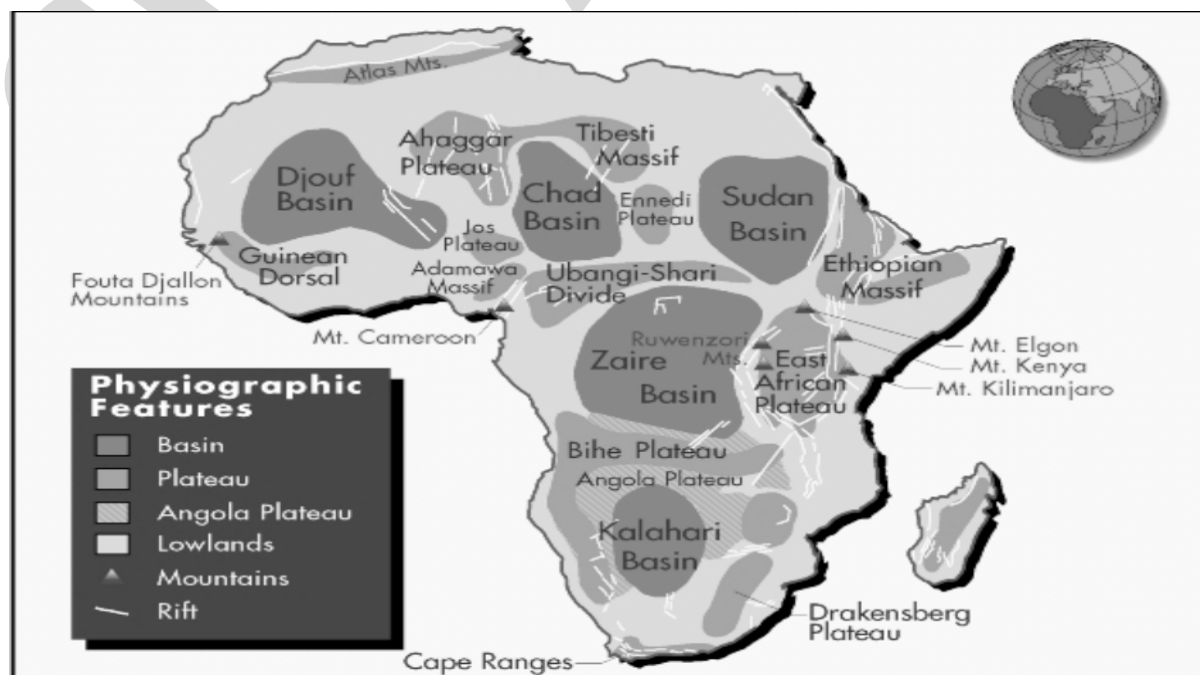 Atlas Mts.
Ahaggar
Plateau
Tibesti
Massif
Djouf
Basin
Chad
Basin
Ennedi
Plateau
Sudan
Basin
Jos
Plateau
Guinean
Dorsal
Fouta Djallon
Mountains
Adamawa
Massif
Ubangi-Shari
Divide
Ethiopian
Massif
Mt. Cameroon
Ruwenzori
Mts.
Zaire
Basin
East
African
Plateau
Mt. Elgon
Mt. Kenya
Mt. Kilimanjaro
Bihe Plateau
Angola Plateau
Kalahari
Basin
Drakensberg
Plateau
Cape Ranges
Physiographic
Features
Basin
Plateau
Angola Plateau
Lowlands
Mountains
Rift